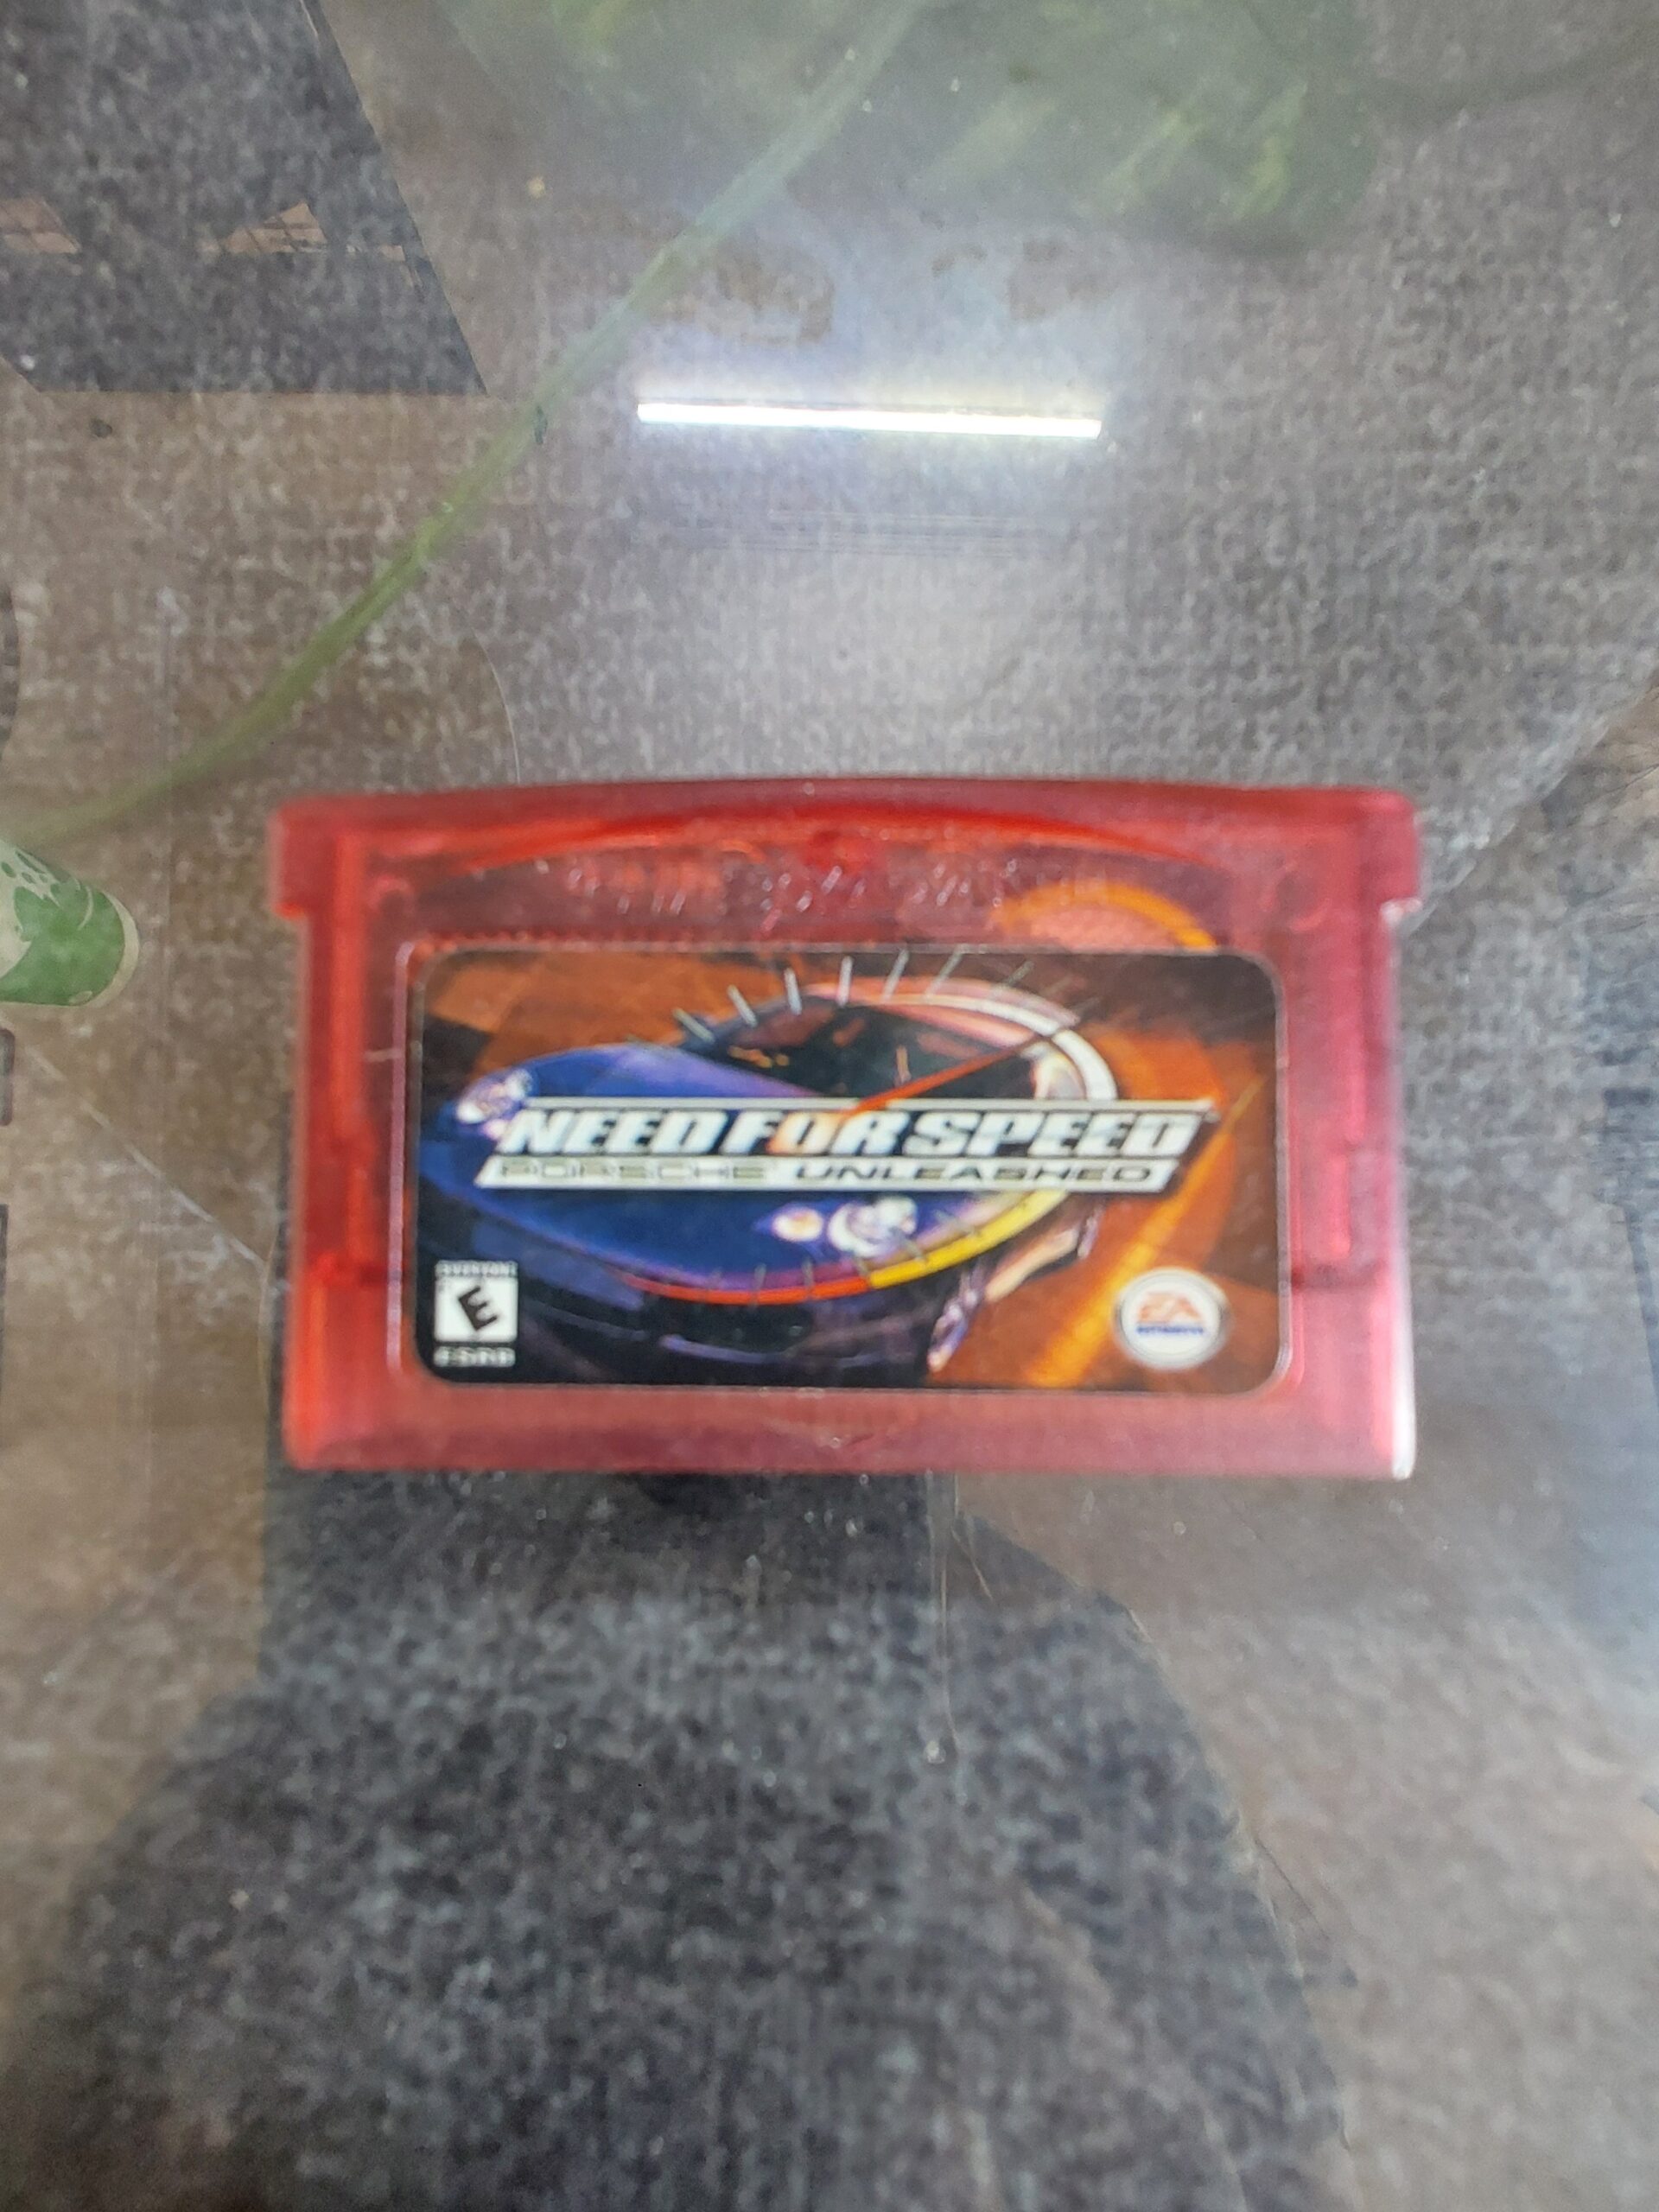 NEED FOR SPEED
PORSCHE UNLEASHED
EVERYONE
E
ESRB
EA